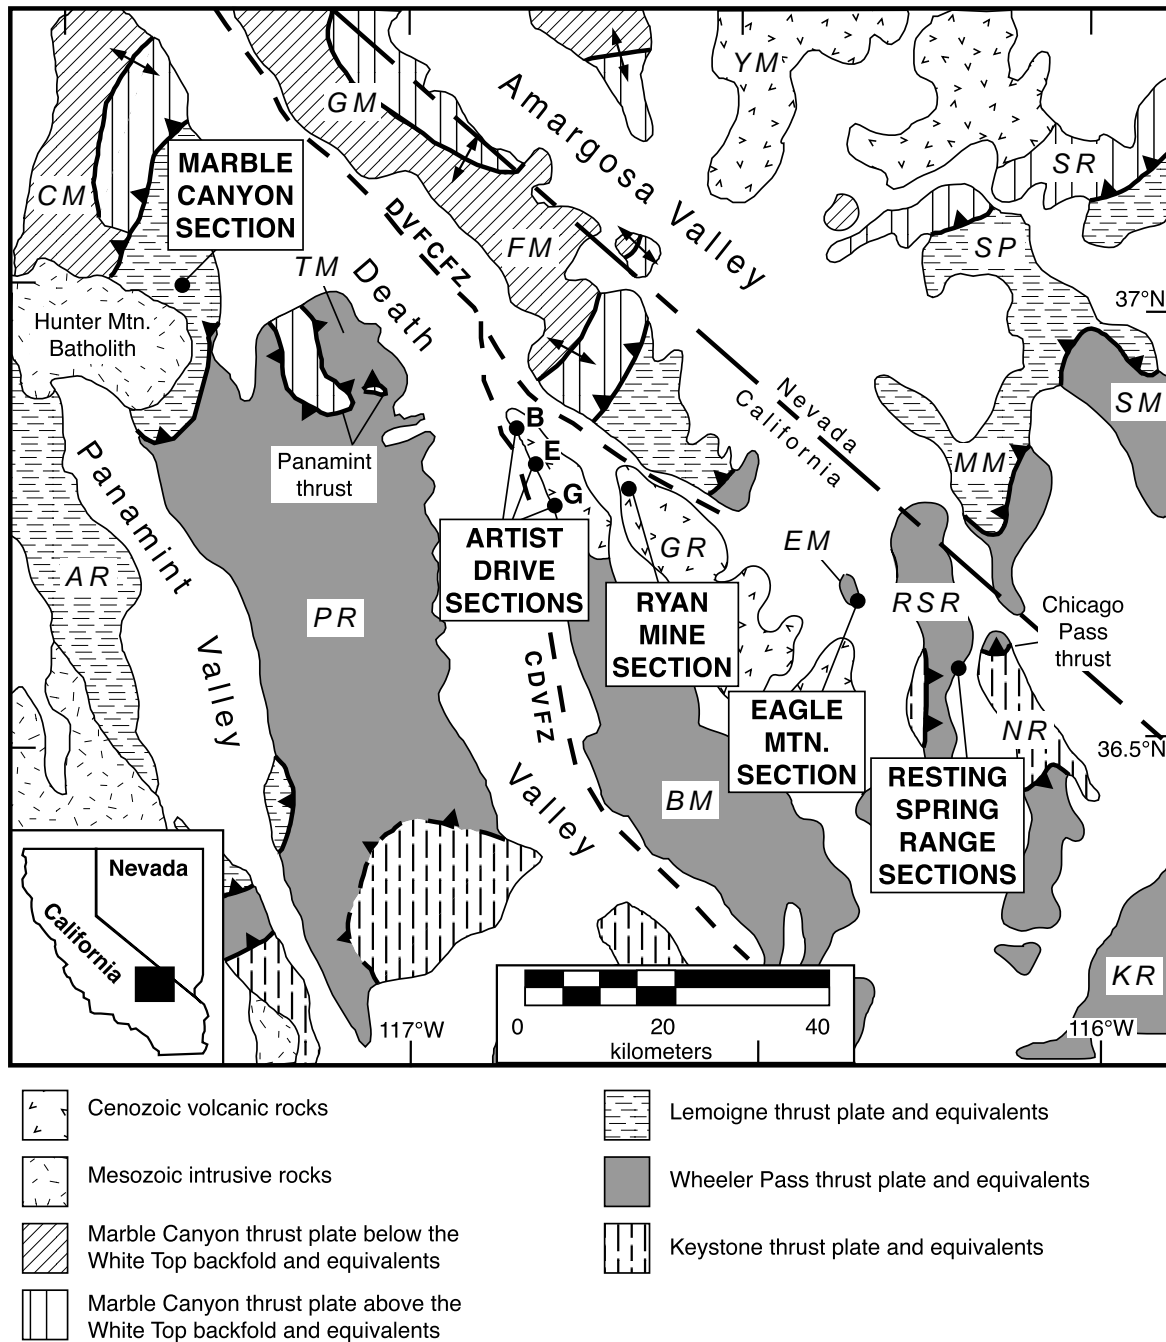 YM
GM
Amargosa Valley
SR
MARBLE
CANYON
SECTION
CM
DVFCFZ
FM
SP
TM
Death
37°N
Hunter Mtn.
Batholith
Nevada
California
SM
B
Panamint
thrust
E
MM
G
Panamint
Valley
ARTIST
DRIVE
SECTIONS
GR
EM
AR
PR
RYAN
MINE
SECTION
RSR
Chicago
Pass
thrust
CDVFZ
EAGLE
MTN.
SECTION
NR
36.5°N
Valley
BM
RESTING
SPRING
RANGE
SECTIONS
Nevada
California
KR
117°W
0 20 40
kilometers
116°W
Cenozoic volcanic rocks
Mesozoic intrusive rocks
Marble Canyon thrust plate below the
White Top backfold and equivalents
Marble Canyon thrust plate above the
White Top backfold and equivalents
Lemoigne thrust plate and equivalents
Wheeler Pass thrust plate and equivalents
Keystone thrust plate and equivalents